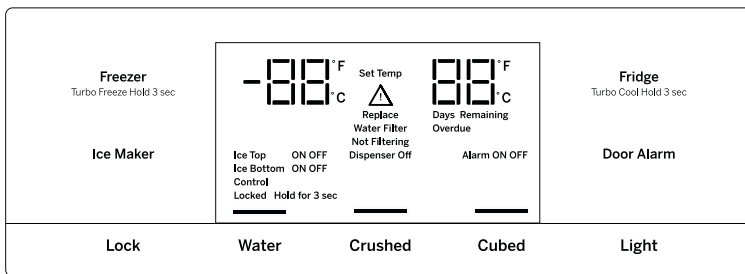 -88 °F
°C
Set Temp
88 °F
°C
Freezer
Turbo Freeze Hold 3 sec
Fridge
Turbo Cool Hold 3 sec
Replace
Water Filter
Not Filtering
Dispenser Off
Days Remaining
Overdue
Ice Maker
Ice Top ON OFF
Ice Bottom ON OFF
Control
Locked Hold for 3 sec
Alarm ON OFF
Door Alarm
Lock
Water
Crushed
Cubed
Light